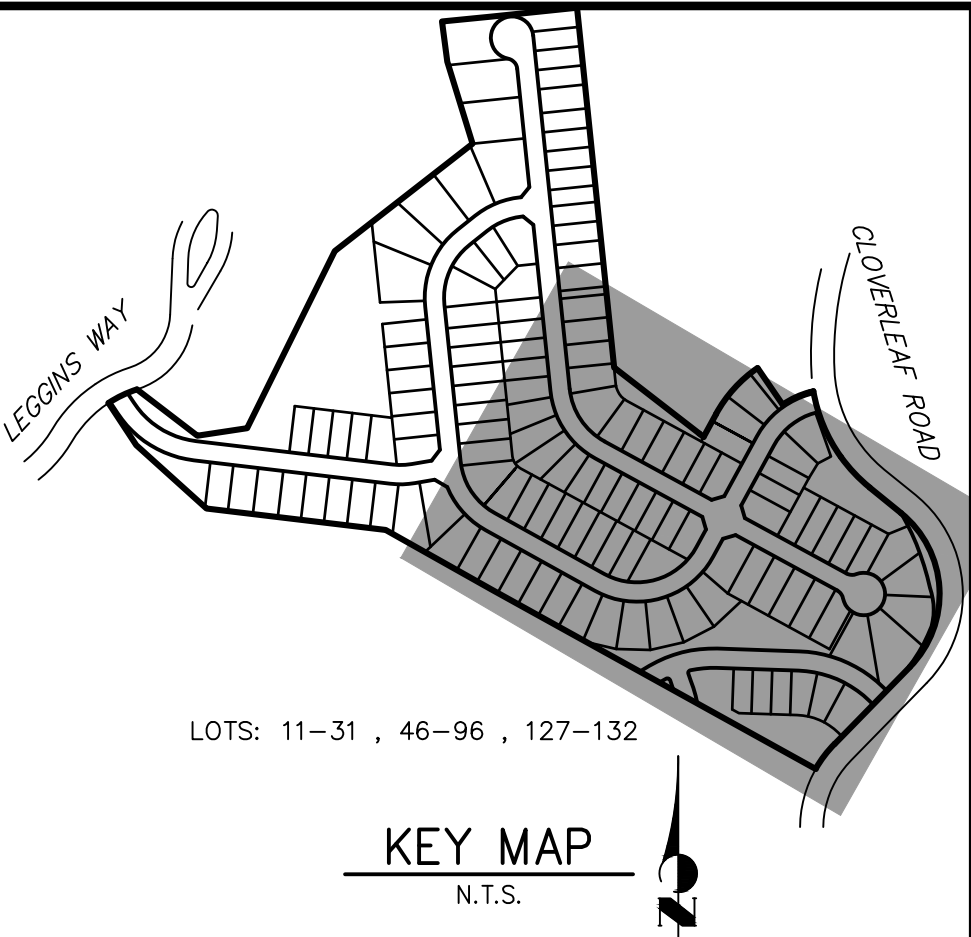 LEGGINS WAY
CLOVERLEAF ROAD
LOTS: 11-31 , 46-96 , 127-132
KEY MAP
N.T.S.
N